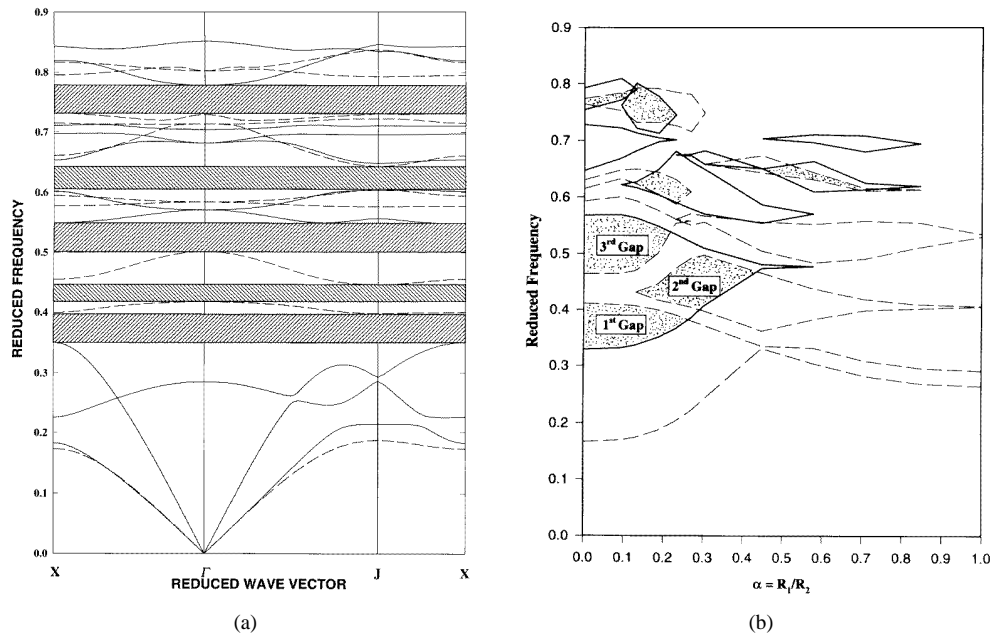 0.9
0.8
0.7
0.6
0.5
0.4
0.3
0.2
0.1
0.0
REDUCED FREQUENCY
X Γ J X
REDUCED WAVE VECTOR
(a)
1.0
0.9
0.8
0.7
0.6
0.5
0.4
0.3
0.2
0.1
0.0
Reduced Frequency
3rd Gap
2nd Gap
1st Gap
0.0 0.1 0.2 0.3 0.4 0.5 0.6 0.7 0.8 0.9 1.0
α = R1/R2
(b)